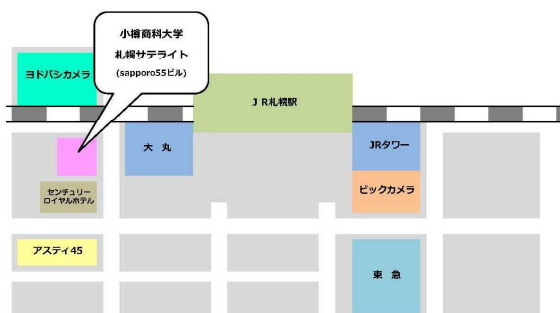 小樽商科大学
札幌サテライト
(sapporo55ビル)
ヨドバシカメラ
JR札幌駅
大丸
JRタワー
センチュリー
ロイヤルホテル
ビックカメラ
アスティ45
東急